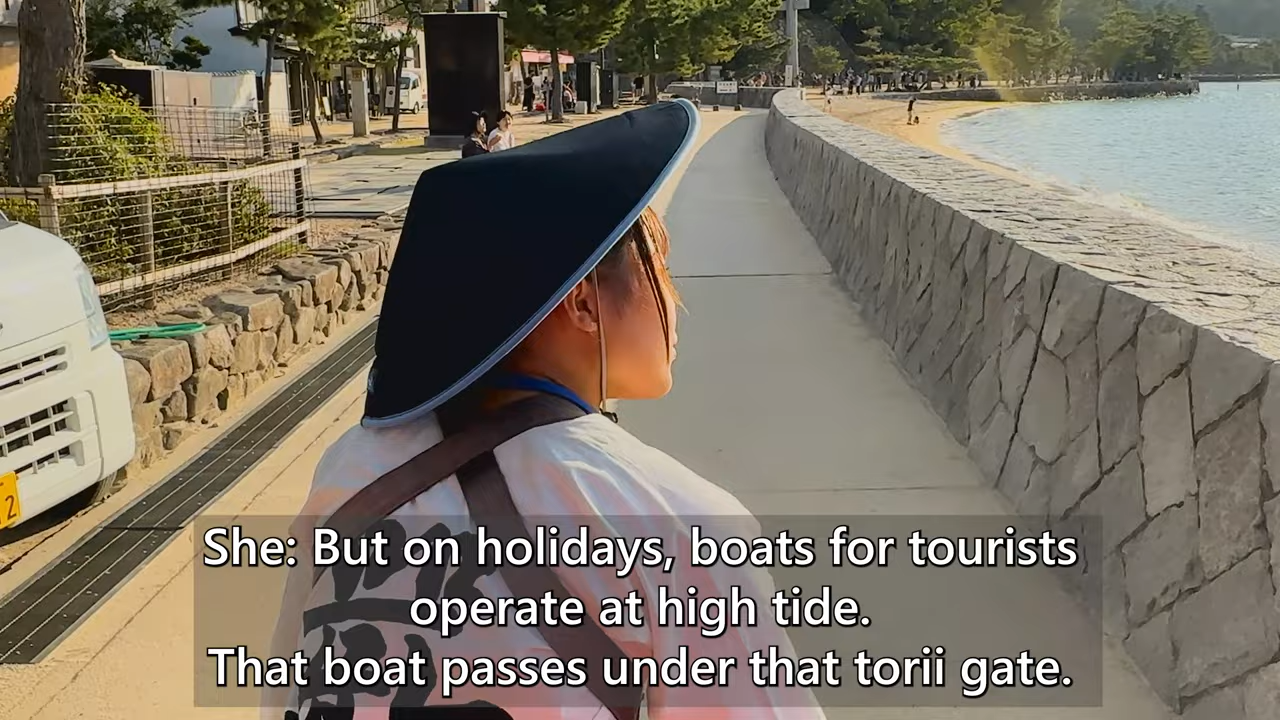 She: But on holidays, boats for tourists
operate at high tide.
That boat passes under that torii gate.